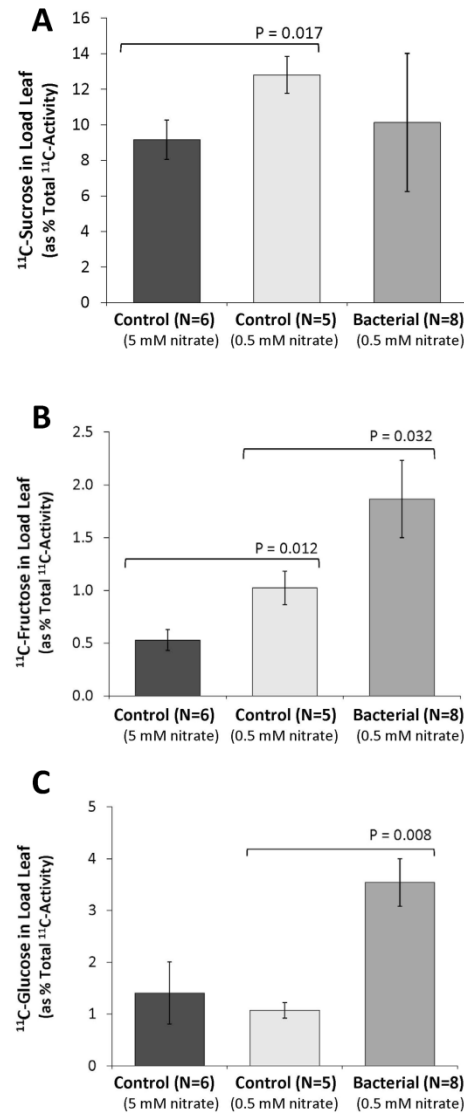 A
P = 0.017
¹¹C-Sucrose in Load Leaf
(as % Total ¹¹C-Activity)
16
14
12
10
8
6
4
2
0
Control (N=6) Control (N=5) Bacterial (N=8)
(5 mM nitrate) (0.5 mM nitrate) (0.5 mM nitrate)
B
P = 0.032
P = 0.012
¹¹C-Fructose in Load Leaf
(as % Total ¹¹C-Activity)
2.5
2.0
1.5
1.0
0.5
0.0
Control (N=6) Control (N=5) Bacterial (N=8)
(5 mM nitrate) (0.5 mM nitrate) (0.5 mM nitrate)
C
P = 0.008
¹¹C-Glucose in Load Leaf
(as % Total ¹¹C-Activity)
5
4
3
2
1
0
Control (N=6) Control (N=5) Bacterial (N=8)
(5 mM nitrate) (0.5 mM nitrate) (0.5 mM nitrate)